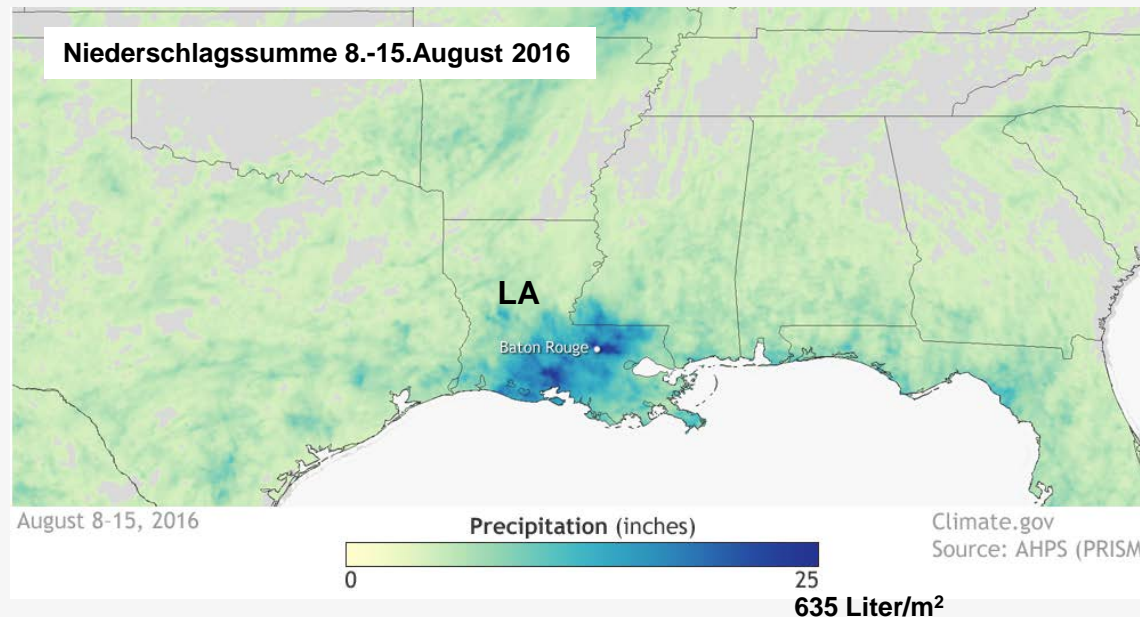 Niederschlagssumme 8.-15.August 2016
LA
Baton Rouge
August 8-15, 2016
Precipitation (inches)
0
25
635 Liter/m²
Climate.gov
Source: AHPS (PRISM